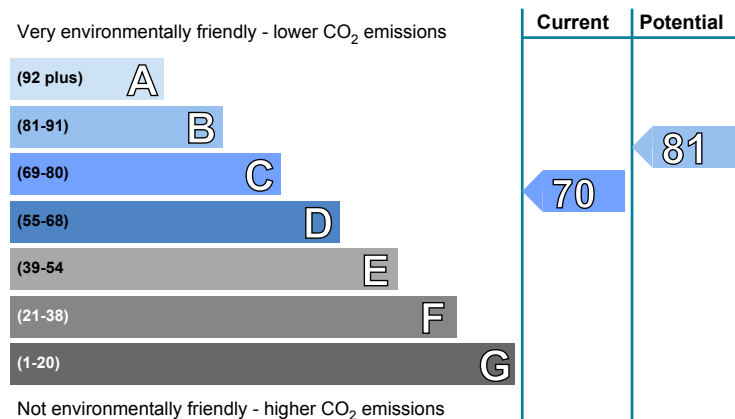 Current Potential
Very environmentally friendly - lower CO2 emissions
(92 plus) A
(81-91) B
81
(69-80) C
70
(55-68) D
(39-54 E
(21-38) F
(1-20) G
Not environmentally friendly - higher CO2 emissions